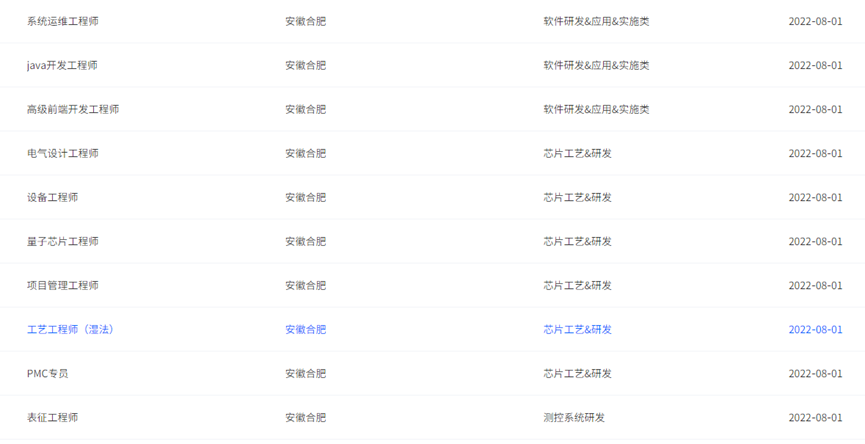 系统运维工程师 安徽合肥 软件研发&应用&实施类 2022-08-01
java开发工程师 安徽合肥 软件研发&应用&实施类 2022-08-01
高级前端开发工程师 安徽合肥 软件研发&应用&实施类 2022-08-01
电气设计工程师 安徽合肥 芯片工艺&研发 2022-08-01
设备工程师 安徽合肥 芯片工艺&研发 2022-08-01
量子芯片工程师 安徽合肥 芯片工艺&研发 2022-08-01
项目管理工程师 安徽合肥 芯片工艺&研发 2022-08-01
工艺工程师（湿法） 安徽合肥 芯片工艺&研发 2022-08-01
PMC专员 安徽合肥 芯片工艺&研发 2022-08-01
表征工程师 安徽合肥 测控系统研发 2022-08-01